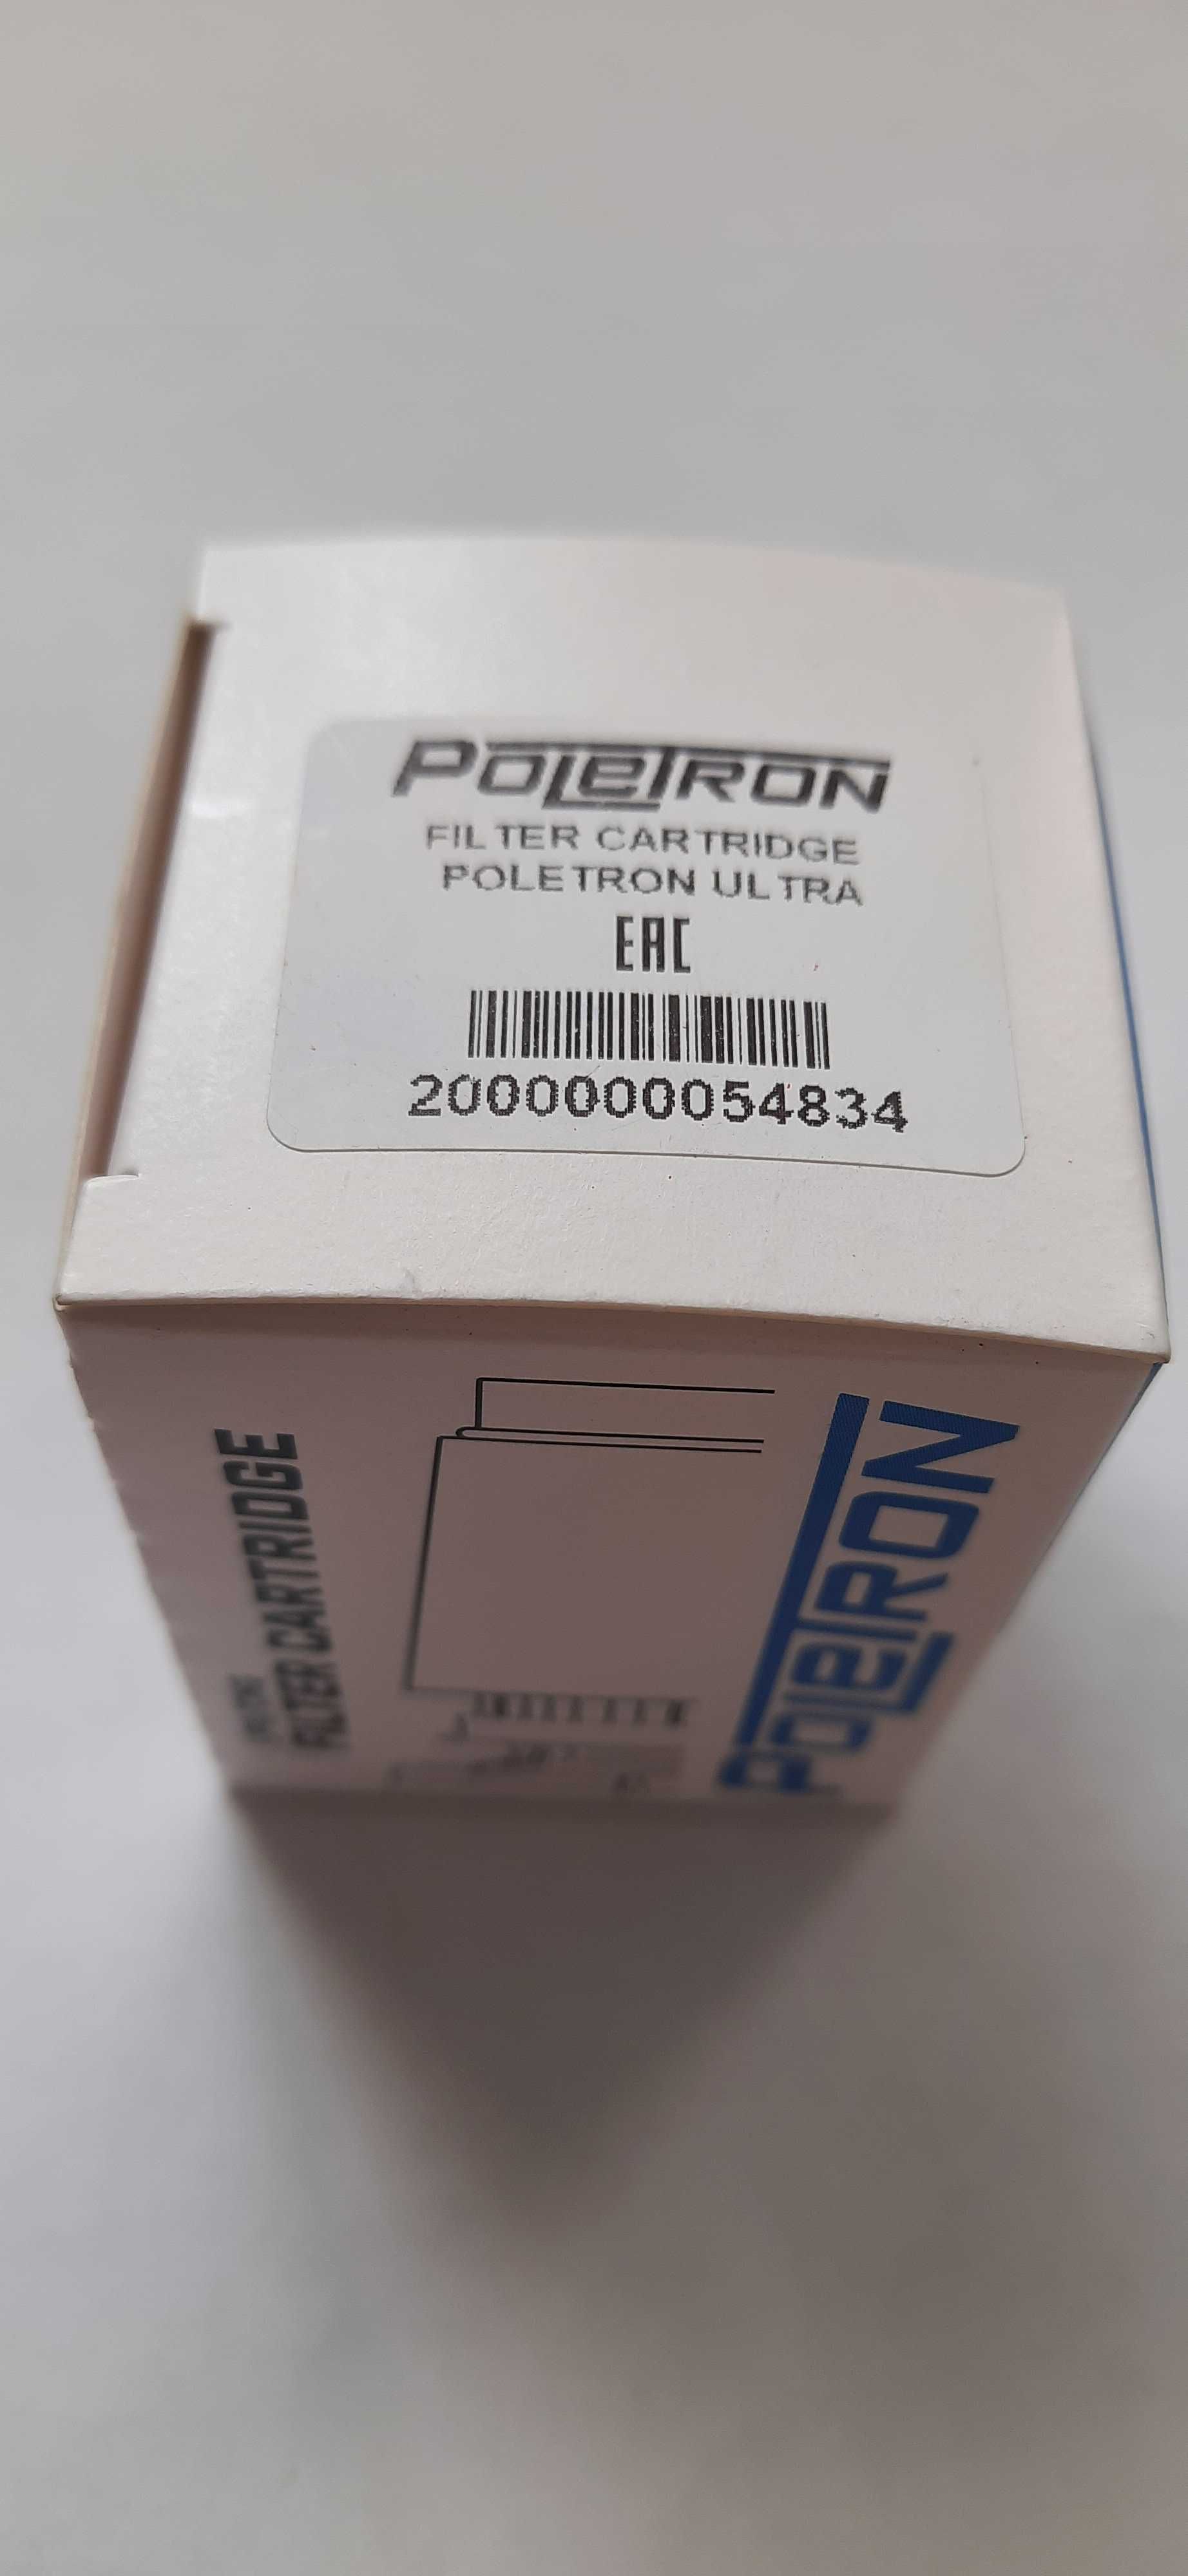 POLETRON
FILTER CARTRIDGE
POLETRON ULTRA
EAC
2000000054834
FILTER CARTRIDGE
POLETRON